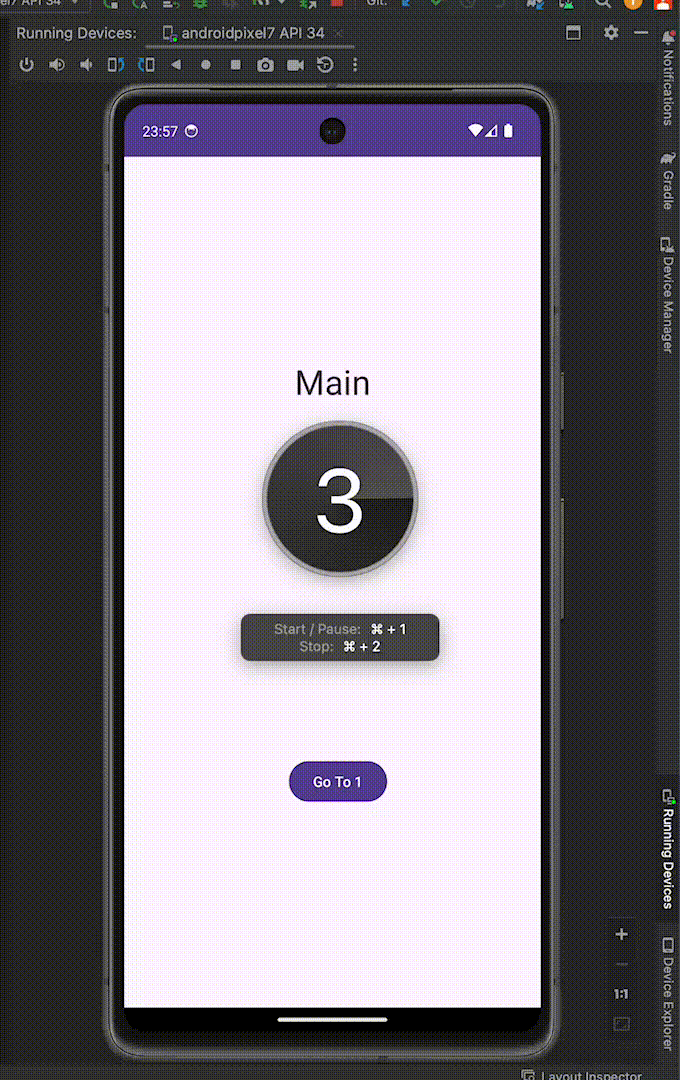 API 34
Git:
Running Devices:
androidpixel7 API 34
Notifications
Gradle
Device Manager
23:57
Main
3
Start / Pause: ⌘ + 1
Stop: ⌘ + 2
Go To 1
Running Devices
Device Explorer
1:1
Layout Inspector